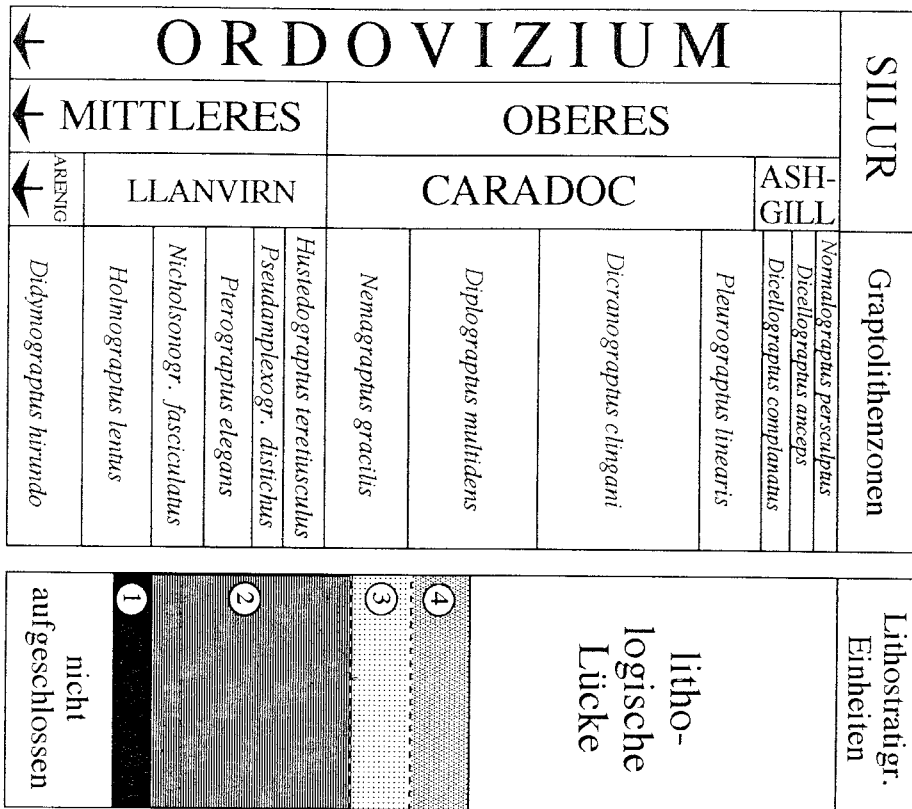 ORDOVIZIUM
SILUR
MITTLERES
OBERES
ARENIG
LLANVIRN
CARADOC
ASH-
GILL
Graptolithenzonen
Didymograptus hirundo
Holmograptus lentus
Nicholsonogr. fasciculatus
Pterograptus elegans
Pseudamplexogr. distichus
Hustedograptus teretiusculus
Nemagraptus gracilis
Diplograptus multidens
Dicranograptus clingani
Pleurograptus linearis
Dicellograptus complanatus
Dicellograptus anceps
Normalograptus persculptus
Lithostratigr.
Einheiten
nicht
aufgeschlossen
1
2
3
4
litho-
logische
Lücke